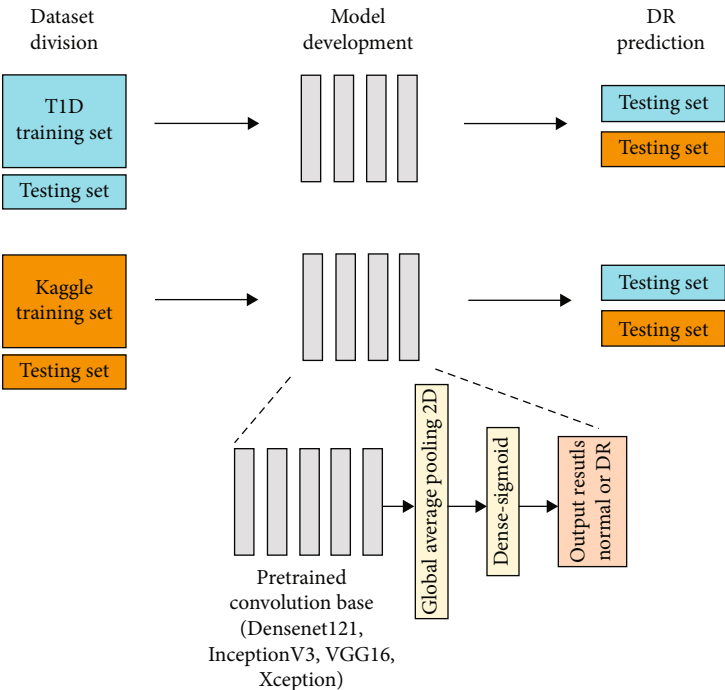 Dataset
division
Model
development
DR
prediction
T1D
training set
Testing set
Testing set
Testing set
Kaggle
training set
Testing set
Testing set
Testing set
Pretrained
convolution base
(Densenet121,
InceptionV3, VGG16,
Xception)
Global average pooling 2D
Dense-sigmoid
Output resutls
normal or DR